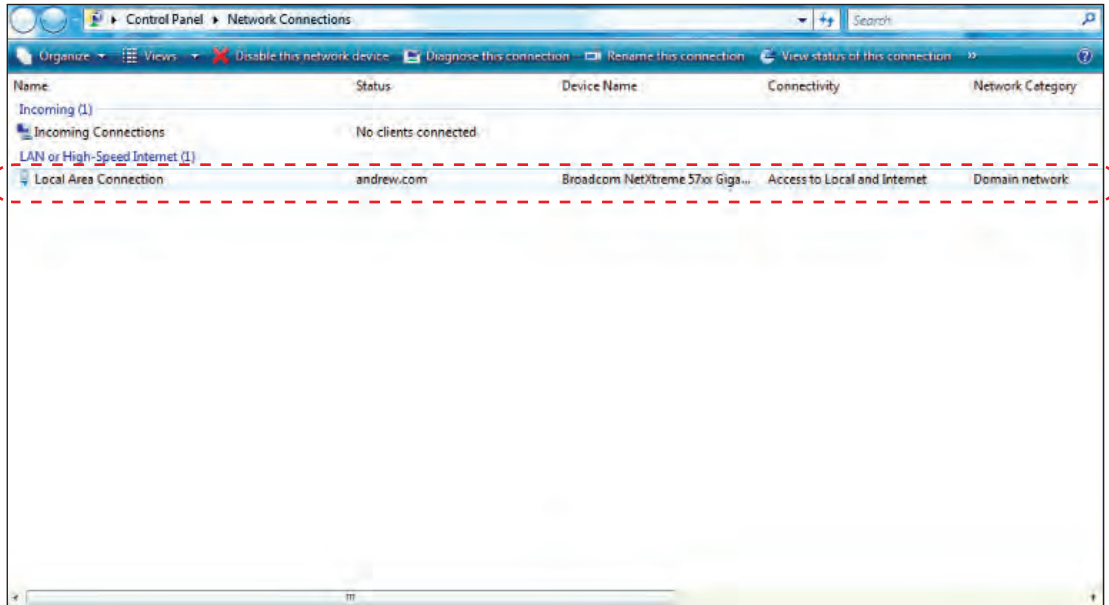 Control Panel Network Connections Search
Organize Views Disable this network device Diagnose this connection Rename this connection View status of this connection »
Name Status Device Name Connectivity Network Category
Incoming (1)
Incoming Connections No clients connected
LAN or High-Speed Internet (1)
Local Area Connection andrew.com Broadcom NetXtreme 57xx Giga... Access to Local and Internet Domain network